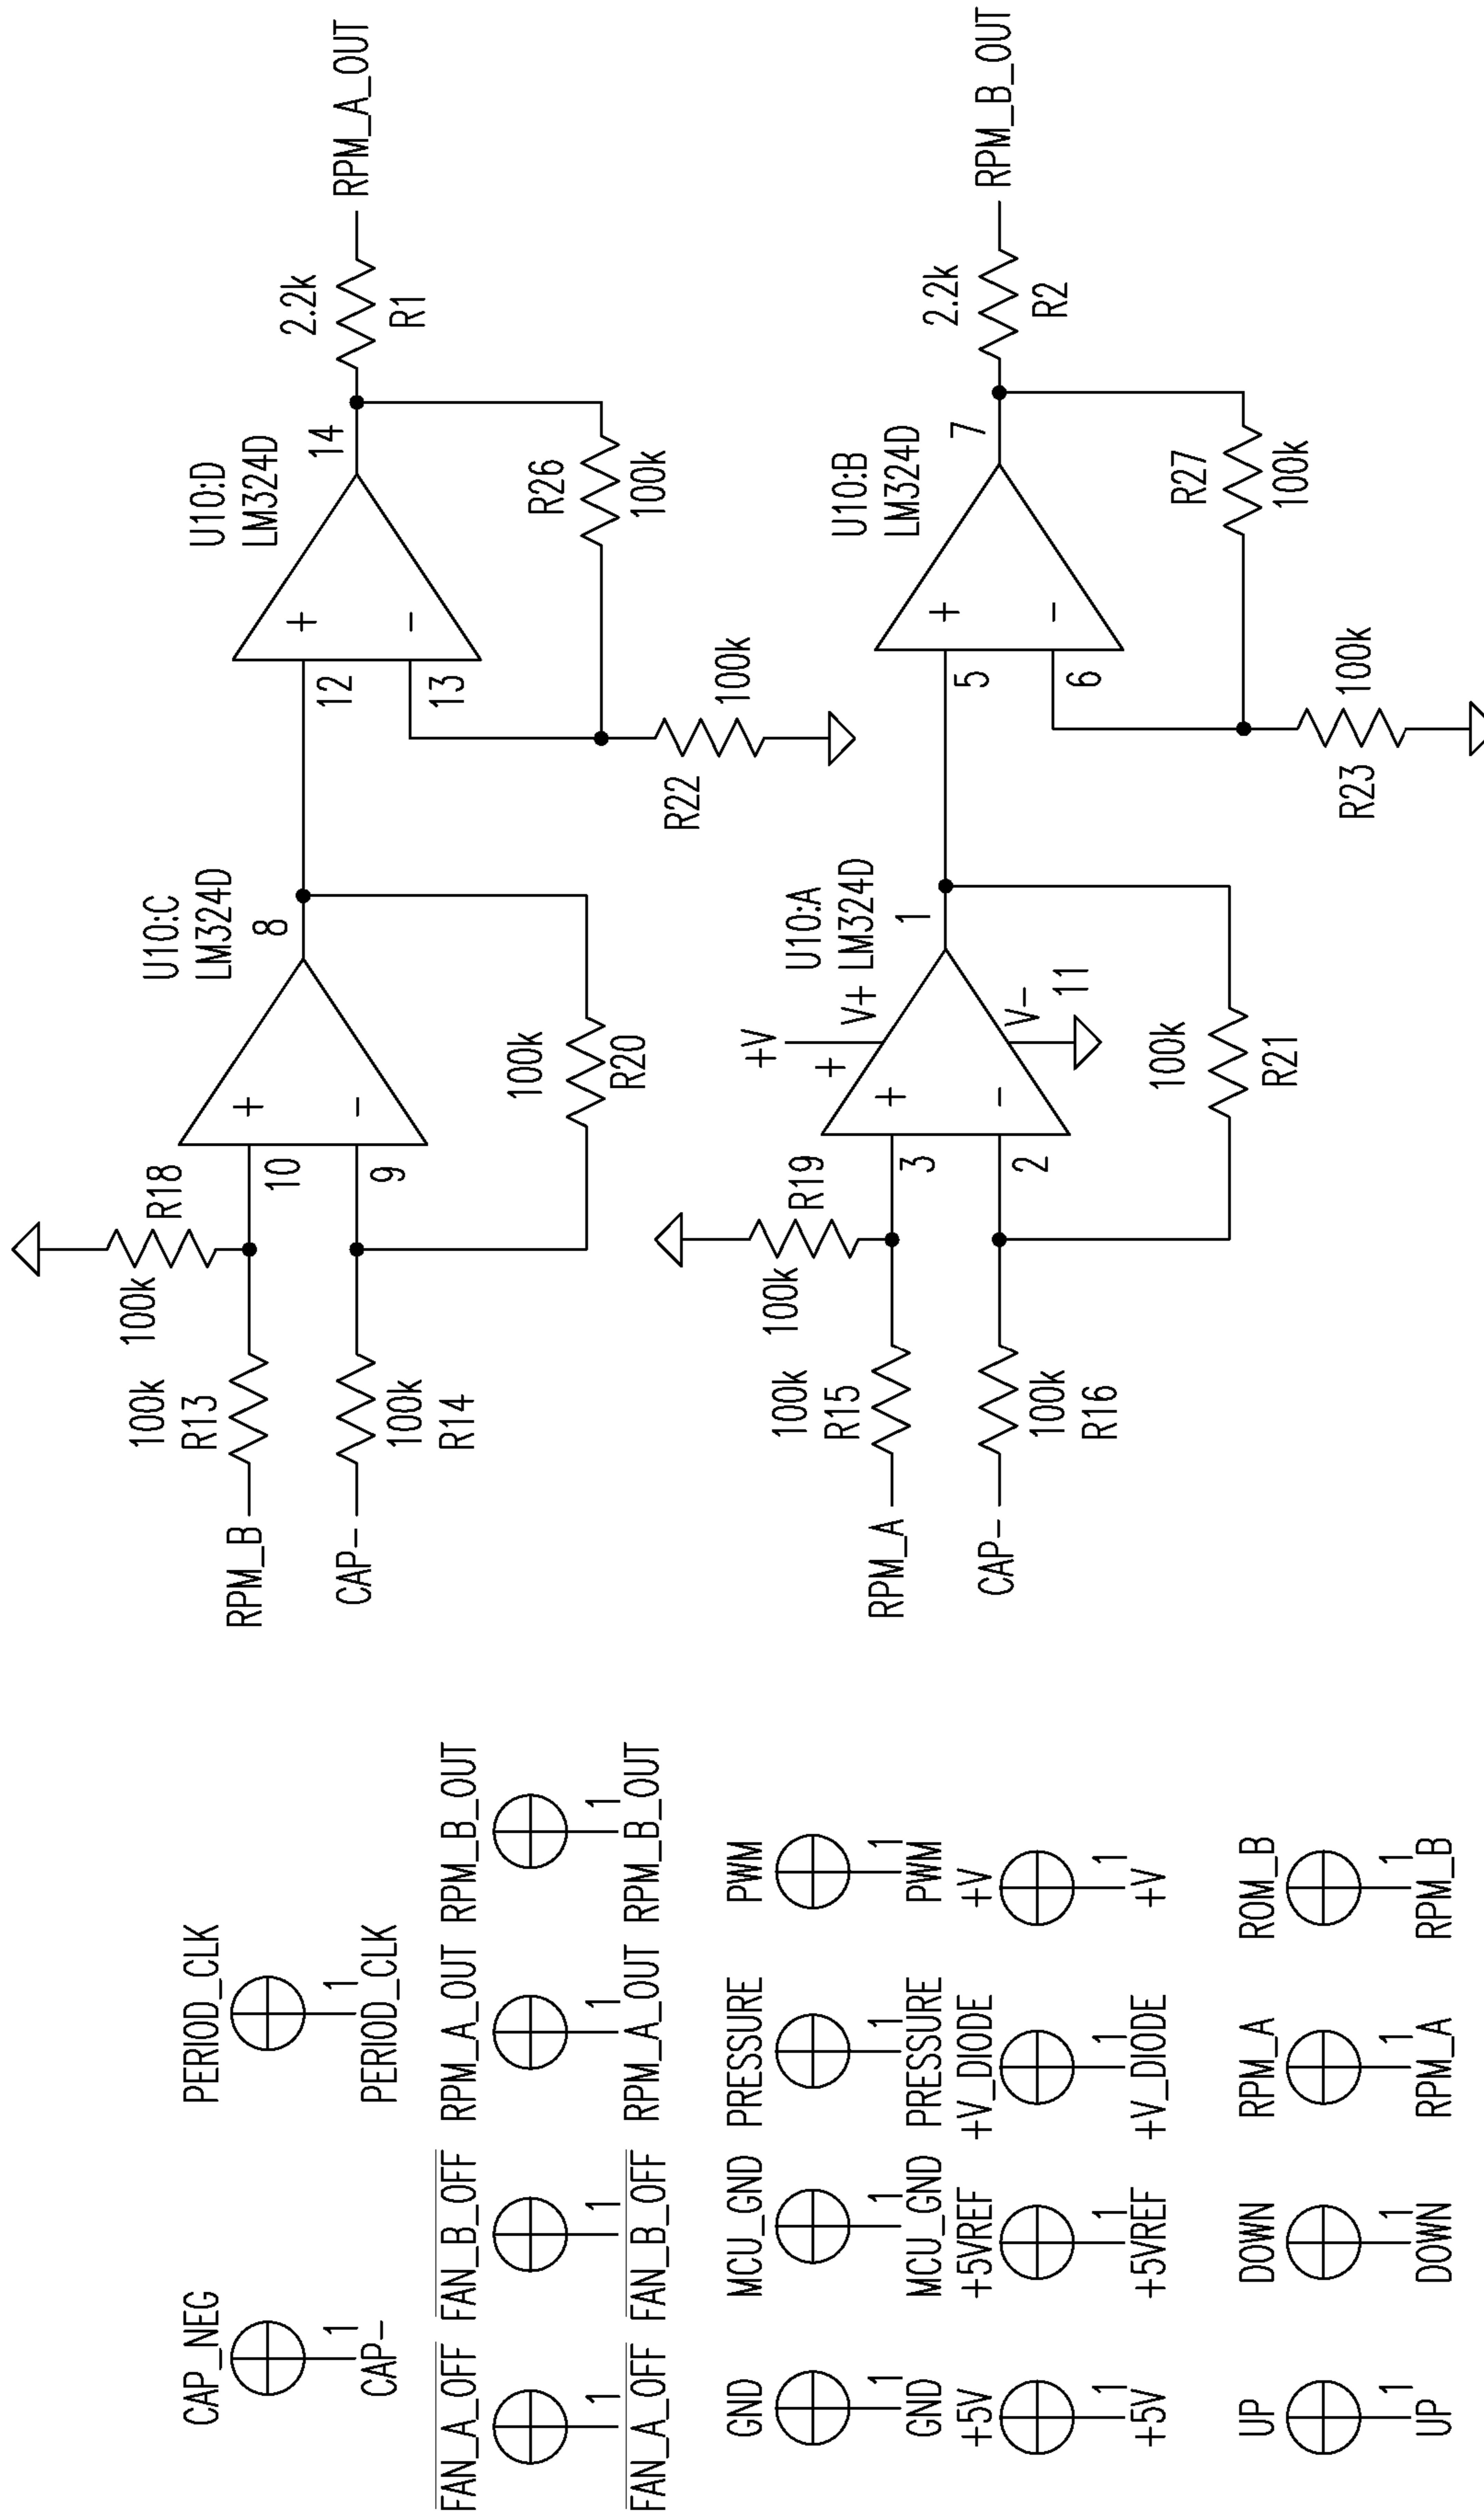 CAP_NEG
1
CAP-
PERIOD_CLK
1
PERIOD_CLK
FAN_A_OFF
1
FAN_A_OFF
FAN_B_OFF
1
FAN_B_OFF
RPM_A_OUT
1
RPM_A_OUT
RPM_B_OUT
1
RPM_B_OUT
GND
1
GND
MCU_GND
1
MCU_GND
PRESSURE
1
PRESSURE
PWM
1
PWM
+5V
1
+5V
+5VREF
1
+5VREF
+V_DIODE
1
+V_DIODE
+V
1
+V
UP
1
UP
DOWN
1
DOWN
RPM_A
1
RPM_A
ROM_B
1
RPM_B
RPM_B
100k
R13
100k
R18
CAP-
100k
R14
10
9
+
-
U10:C
LM324D
8
100k
R20
12
13
+
-
U10:D
LM324D
14
R26
100k
R22
100k
2.2k
R1
RPM_A_OUT
RPM_A
100k
R15
100k
R19
CAP-
100k
R16
3
2
+
-
+V
+
V+
V-
11
U10:A
LM324D
1
100k
R21
5
6
+
-
U10:B
LM324D
7
R27
100k
R23
100k
2.2k
R2
RPM_B_OUT